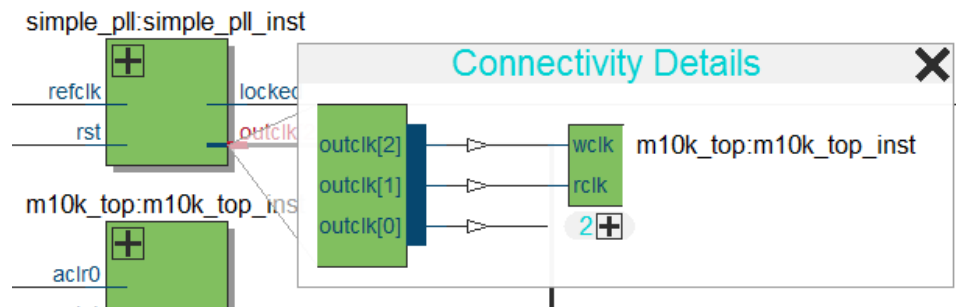 simple_pll:simple_pll_inst
refclk
locked
rst
outclk
m10k_top:m10k_top_ins
aclr0
Connectivity Details
outclk[2]
wclk
m10k_top:m10k_top_inst
outclk[1]
rclk
outclk[0]
2